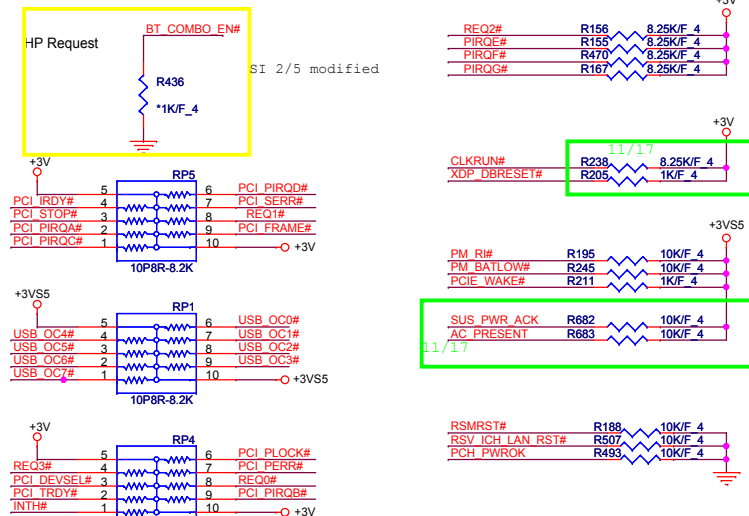 HP Request
BT_COMBO_EN#
R436
*1K/F_4
SI 2/5 modified
+3V
RP5
5 6 PCI_PIRQD#
PCI_IRDY# 4 7 PCI_SERR#
PCI_STOP# 3 8 REQ1#
PCI_PIRQA# 2 9 PCI_FRAME#
PCI_PIRQC# 1 10 +3V
10P8R-8.2K
+3VS5
RP1
5 6 USB_OC0#
USB_OC4# 4 7 USB_OC1#
USB_OC5# 3 8 USB_OC2#
USB_OC6# 2 9 USB_OC3#
USB_OC7# 1 10 +3VS5
10P8R-8.2K
+3V
RP4
5 6 PCI_PLOCK#
REQ3# 4 7 PCI_PERR#
PCI_DEVSEL# 3 8 REQ0#
PCI_TRDY# 2 9 PCI_PIRQB#
INTH# 1 10 +3V
+3V
REQ2# R156 8.25K/F_4
PIRQE# R155 8.25K/F_4
PIRQF# R470 8.25K/F_4
PIRQG# R167 8.25K/F_4
+3V
11/17
CLKRUN# R238 8.25K/F_4
XDP_DBRESET# R205 1K/F_4
+3VS5
PM_RI# R195 10K/F_4
PM_BATLOW# R245 10K/F_4
PCIE_WAKE# R211 1K/F_4
SUS_PWR_ACK R682 10K/F_4
AC_PRESENT R683 10K/F_4
11/17
RSMRST# R188 10K/F_4
RSV_ICH_LAN_RST# R507 10K/F_4
PCH_PWROK R493 10K/F_4